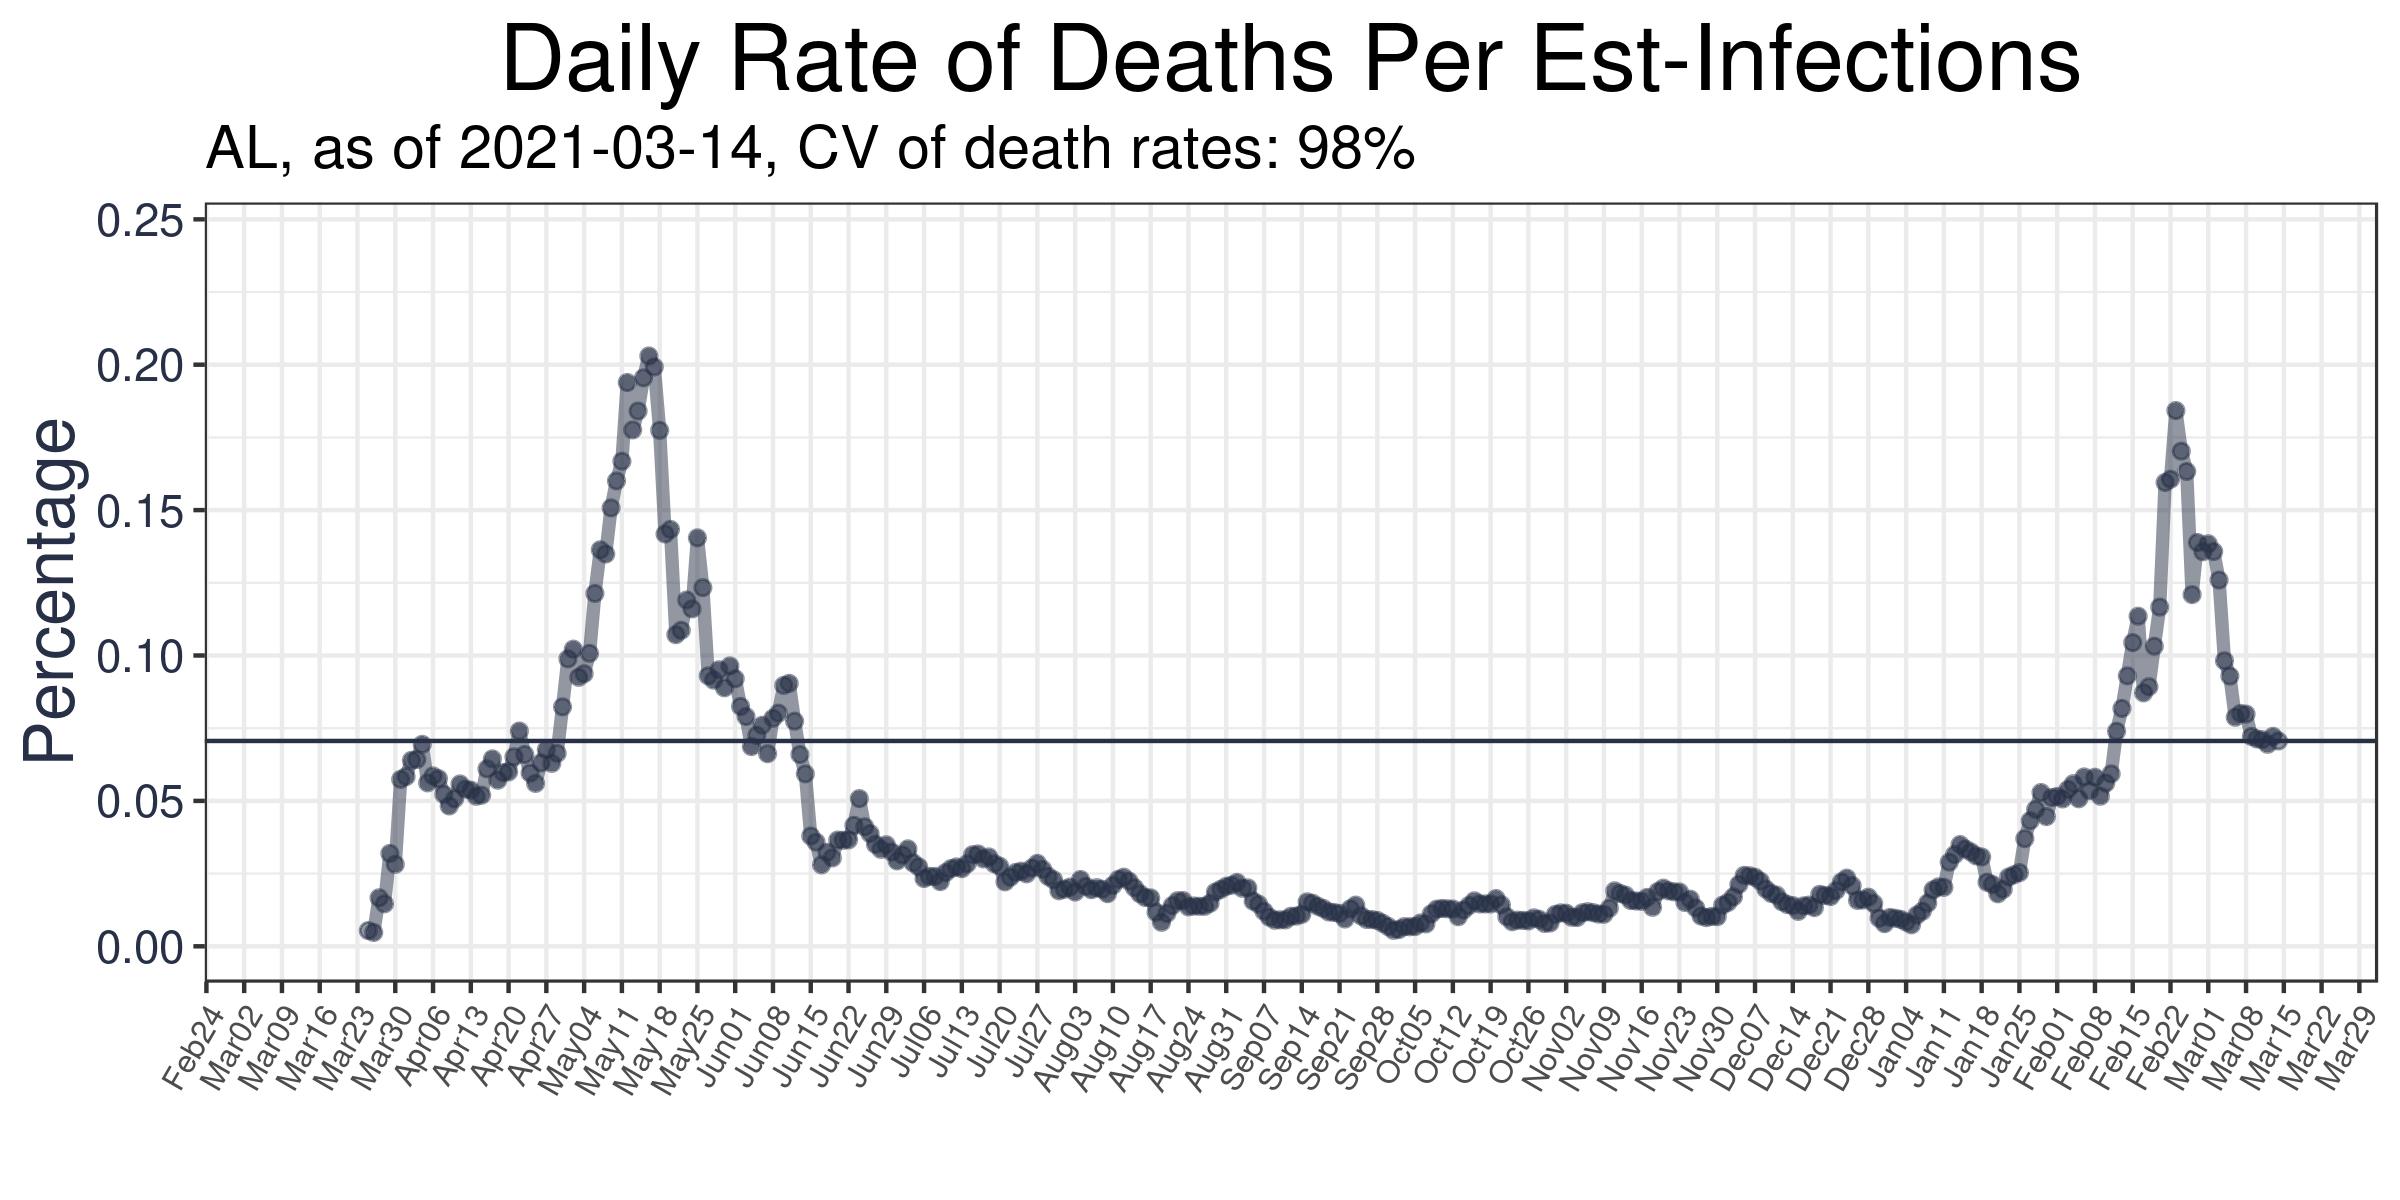 Daily Rate of Deaths Per Est-Infections
AL, as of 2021-03-14, CV of death rates: 98%
Percentage
0.25
0.20
0.15
0.10
0.05
0.00
Feb24
Mar02
Mar09
Mar16
Mar23
Mar30
Apr06
Apr13
Apr20
Apr27
May04
May11
May18
May25
Jun01
Jun08
Jun15
Jun22
Jun29
Jul06
Jul13
Jul20
Jul27
Aug03
Aug10
Aug17
Aug24
Aug31
Sep07
Sep14
Sep21
Sep28
Oct05
Oct12
Oct19
Oct26
Nov02
Nov09
Nov16
Nov23
Nov30
Dec07
Dec14
Dec21
Dec28
Jan04
Jan11
Jan18
Jan25
Feb01
Feb08
Feb15
Feb22
Mar01
Mar08
Mar15
Mar22
Mar29